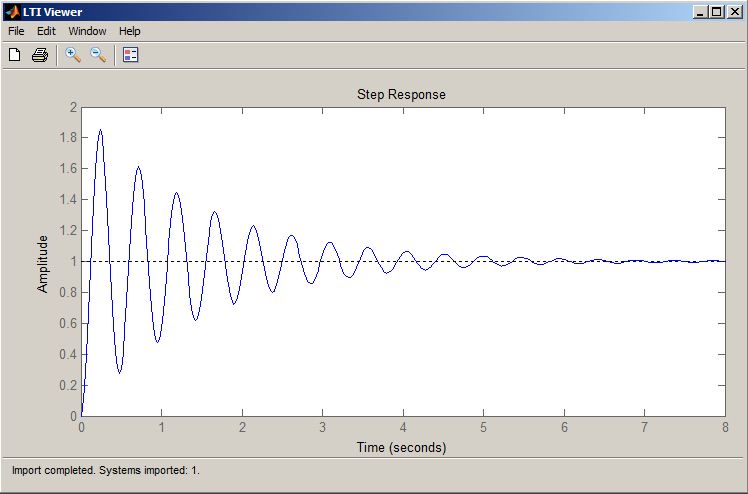 LTI Viewer
File Edit Window Help
Step Response
Amplitude
2
1.8
1.6
1.4
1.2
1
0.8
0.6
0.4
0.2
0
0 1 2 3 4 5 6 7 8
Time (seconds)
Import completed. Systems imported: 1.